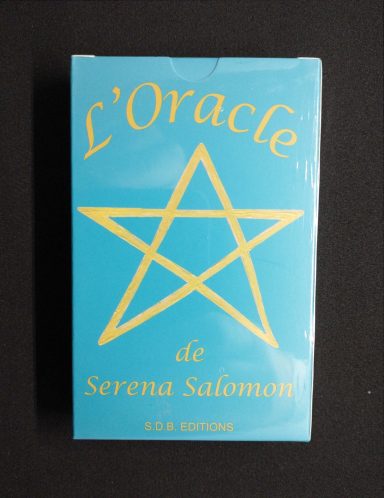 L'Oracle
de
Serena Salomon
S.D.B. EDITIONS